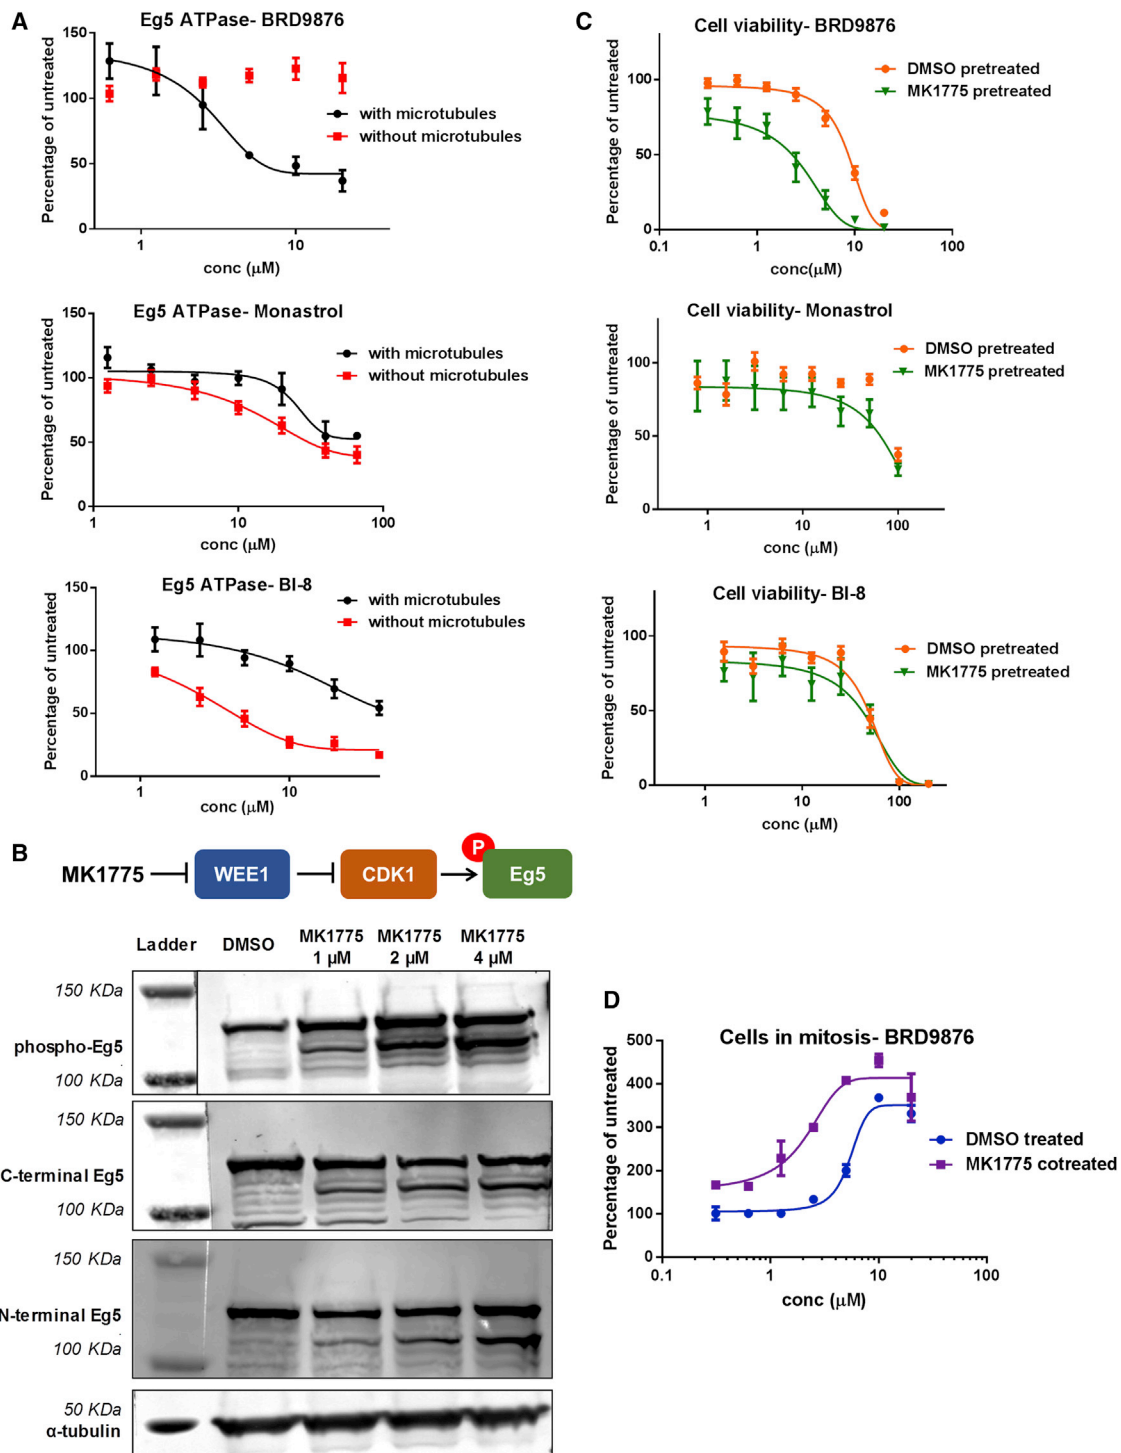 A
Eg5 ATPase- BRD9876
Percentage of untreated
150
100
50
0
1
10
conc (μM)
with microtubules
without microtubules
Eg5 ATPase- Monastrol
Percentage of untreated
150
100
50
0
1
10
100
conc (μM)
with microtubules
without microtubules
Eg5 ATPase- BI-8
Percentage of untreated
150
100
50
0
1
10
conc (μM)
with microtubules
without microtubules
B
MK1775
WEE1
CDK1
P
Eg5
Ladder
DMSO
MK1775
1 μM
MK1775
2 μM
MK1775
4 μM
150 KDa
phospho-Eg5
100 KDa
150 KDa
C-terminal Eg5
100 KDa
150 KDa
N-terminal Eg5
100 KDa
50 KDa
α-tubulin
C
Cell viability- BRD9876
Percentage of untreated
100
50
0
0.1
1
10
100
conc(μM)
DMSO pretreated
MK1775 pretreated
Cell viability- Monastrol
Percentage of untreated
100
50
0
1
10
100
conc (μM)
DMSO pretreated
MK1775 pretreated
Cell viability- BI-8
Percentage of untreated
100
50
0
1
10
100
conc (μM)
DMSO pretreated
MK1775 pretreated
D
Cells in mitosis- BRD9876
Percentage of untreated
500
400
300
200
100
0
0.1
1
10
100
conc (μM)
DMSO treated
MK1775 cotreated